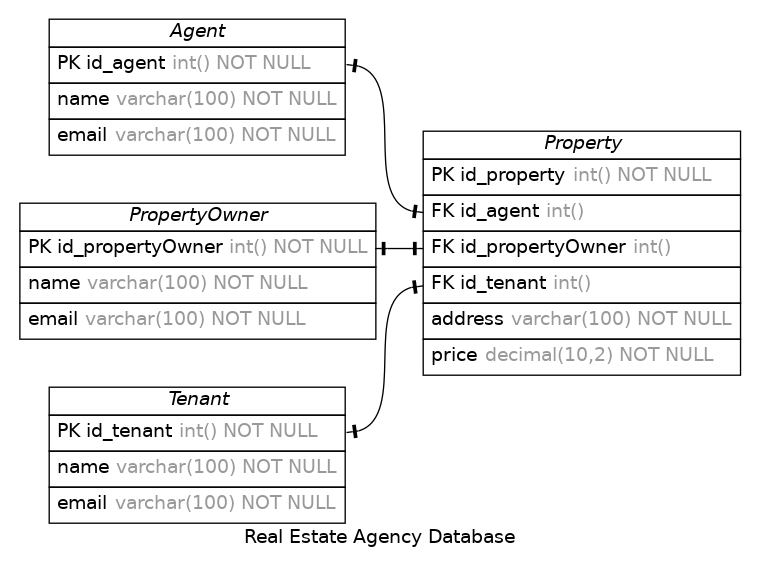 Agent
PK id_agent int() NOT NULL
name varchar(100) NOT NULL
email varchar(100) NOT NULL
PropertyOwner
PK id_propertyOwner int() NOT NULL
name varchar(100) NOT NULL
email varchar(100) NOT NULL
Tenant
PK id_tenant int() NOT NULL
name varchar(100) NOT NULL
email varchar(100) NOT NULL
Property
PK id_property int() NOT NULL
FK id_agent int()
FK id_propertyOwner int()
FK id_tenant int()
address varchar(100) NOT NULL
price decimal(10,2) NOT NULL
Real Estate Agency Database